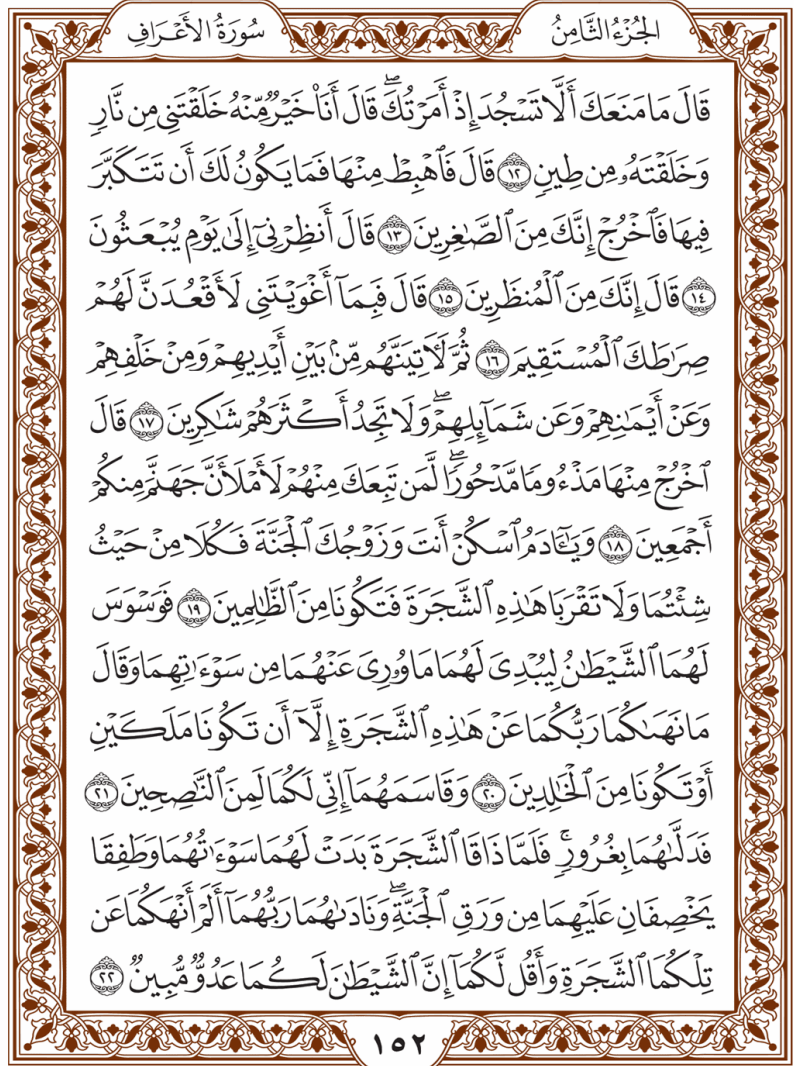 الجُزْءُ الثَّامِنُ
سُورَةُ الأَعْرَافِ
قَالَ مَا مَنَعَكَ أَلَّا تَسْجُدَ إِذْ أَمَرْتُكَۖ قَالَ أَنَا۠ خَيْرٌ مِّنْهُ خَلَقْتَنِي مِن نَّارٍ
وَخَلَقْتَهُۥ مِن طِينٍ ١٢ قَالَ فَٱهْبِطْ مِنْهَا فَمَا يَكُونُ لَكَ أَن تَتَكَبَّرَ
فِيهَا فَٱخْرُجْ إِنَّكَ مِنَ ٱلصَّٰغِرِينَ ١٣ قَالَ أَنظِرْنِيٓ إِلَىٰ يَوْمِ يُبْعَثُونَ
١٤ قَالَ إِنَّكَ مِنَ ٱلْمُنظَرِينَ ١٥ قَالَ فَبِمَآ أَغْوَيْتَنِي لَأَقْعُدَنَّ لَهُمْ
صِرَٰطَكَ ٱلْمُسْتَقِيمَ ١٦ ثُمَّ لَأٓتِيَنَّهُم مِّنۢ بَيْنِ أَيْدِيهِمْ وَمِنْ خَلْفِهِمْ
وَعَنْ أَيْمَٰنِهِمْ وَعَن شَمَآئِلِهِمْۖ وَلَا تَجِدُ أَكْثَرَهُمْ شَٰكِرِينَ ١٧ قَالَ
ٱخْرُجْ مِنْهَا مَذْءُومًا مَّدْحُورًاۖ لَّمَن تَبِعَكَ مِنْهُمْ لَأَمْلَأَنَّ جَهَنَّمَ مِنكُمْ
أَجْمَعِينَ ١٨ وَيَٰٓـَٔادَمُ ٱسْكُنْ أَنتَ وَزَوْجُكَ ٱلْجَنَّةَ فَكُلَا مِنْ حَيْثُ
شِئْتُمَا وَلَا تَقْرَبَا هَٰذِهِ ٱلشَّجَرَةَ فَتَكُونَا مِنَ ٱلظَّٰلِمِينَ ١٩ فَوَسْوَسَ
لَهُمَا ٱلشَّيْطَٰنُ لِيُبْدِيَ لَهُمَا مَا وُۥرِيَ عَنْهُمَا مِن سَوْءَٰتِهِمَا وَقَالَ
مَا نَهَىٰكُمَا رَبُّكُمَا عَنْ هَٰذِهِ ٱلشَّجَرَةِ إِلَّآ أَن تَكُونَا مَلَكَيْنِ
أَوْ تَكُونَا مِنَ ٱلْخَٰلِدِينَ ٢٠ وَقَاسَمَهُمَآ إِنِّي لَكُمَا لَمِنَ ٱلنَّٰصِحِينَ ٢١
فَدَلَّىٰهُمَا بِغُرُورٍۚ فَلَمَّا ذَاقَا ٱلشَّجَرَةَ بَدَتْ لَهُمَا سَوْءَٰتُهُمَا وَطَفِقَا
يَخْصِفَانِ عَلَيْهِمَا مِن وَرَقِ ٱلْجَنَّةِۖ وَنَادَىٰهُمَا رَبُّهُمَآ أَلَمْ أَنْهَكُمَا عَن
تِلْكُمَا ٱلشَّجَرَةِ وَأَقُل لَّكُمَآ إِنَّ ٱلشَّيْطَٰنَ لَكُمَا عَدُوٌّ مُّبِينٌ ٢٢
١٥٢